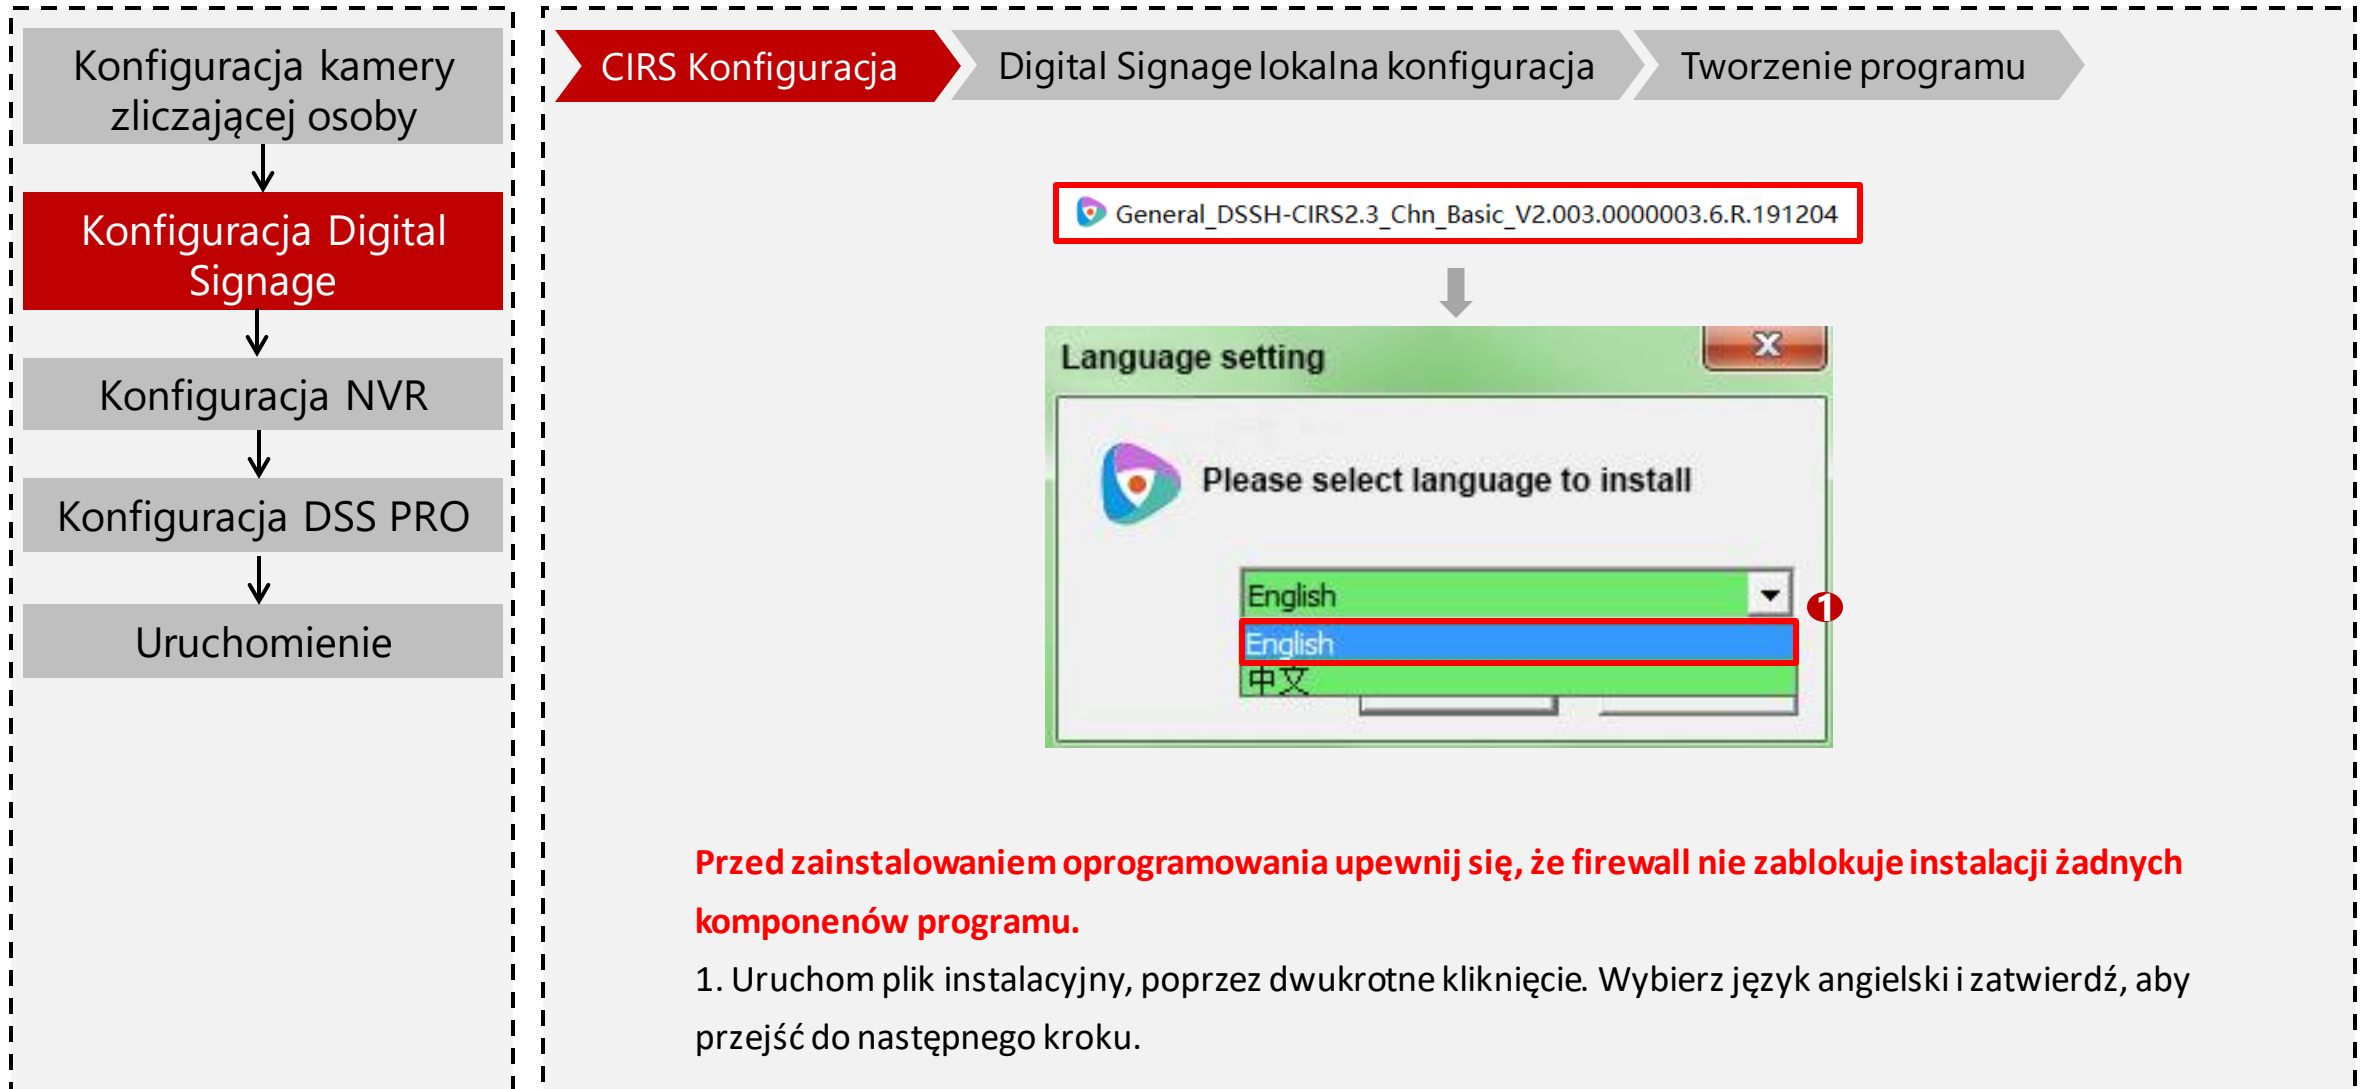 Konfiguracja kamery
zliczającej osoby
Konfiguracja Digital
Signage
Konfiguracja NVR
Konfiguracja DSS PRO
Uruchomienie
CIRS Konfiguracja
Digital Signage lokalna konfiguracja
Tworzenie programu
General_DSSH-CIRS2.3_Chn_Basic_V2.003.0000003.6.R.191204
Language setting
Please select language to install
English
1
English
中文
Przed zainstalowaniem oprogramowania upewnij się, że firewall nie zablokuje instalacji żadnych
komponenów programu.
1. Uruchom plik instalacyjny, poprzez dwukrotne kliknięcie. Wybierz język angielski i zatwierdź, aby
przejść do następnego kroku.